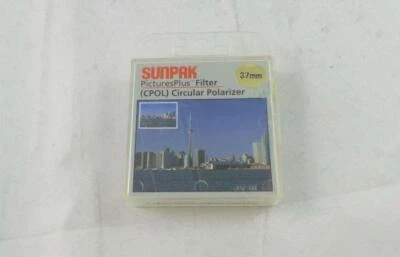 SUNPAK
37mm
PicturesPlus Filter
(CPOL) Circular Polarizer